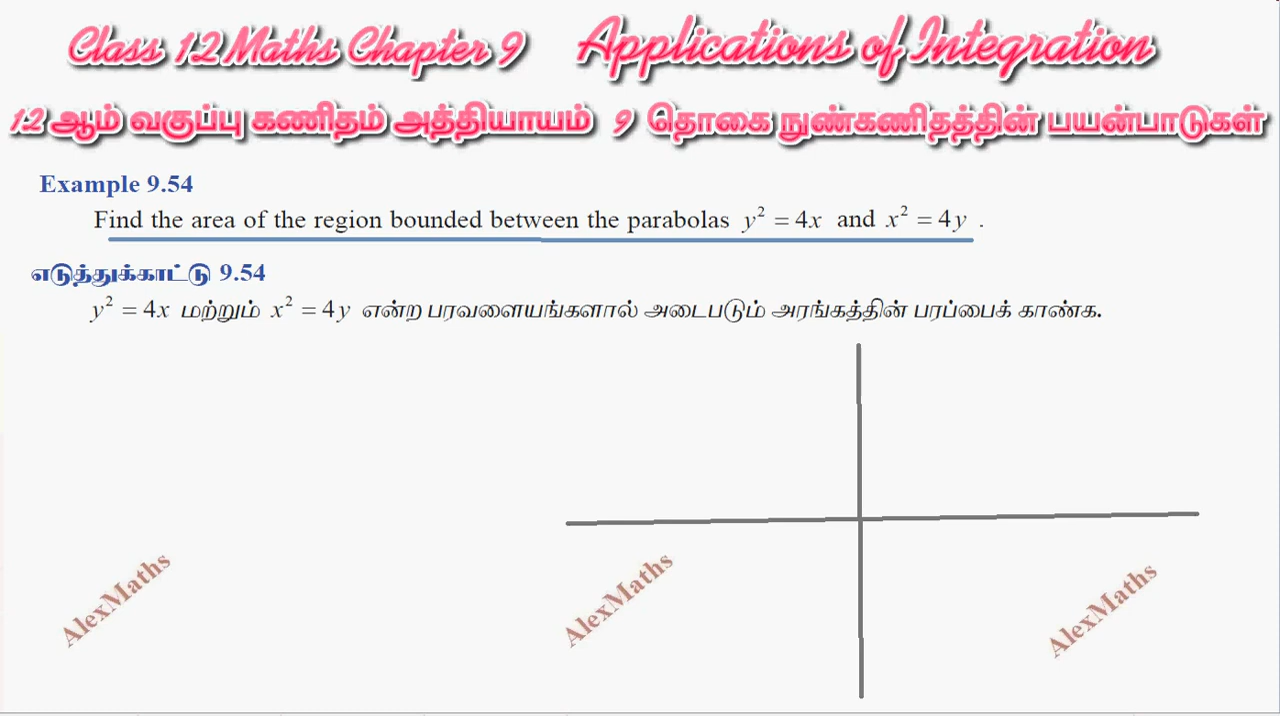 Class 12 Maths Chapter 9 Applications of Integration
12 ஆம் வகுப்பு கணிதம் அத்தியாயம் 9 தொகை நுண்கணிதத்தின் பயன்பாடுகள்
Example 9.54
Find the area of the region bounded between the parabolas y² = 4x and x² = 4y .
எடுத்துக்காட்டு 9.54
y² = 4x மற்றும் x² = 4y என்ற பரவளையங்களால் அடைபடும் அரங்கத்தின் பரப்பைக் காண்க.
AlexMaths AlexMaths AlexMaths